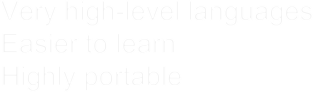 Very high-level languages
Easier to learn
Highly portable